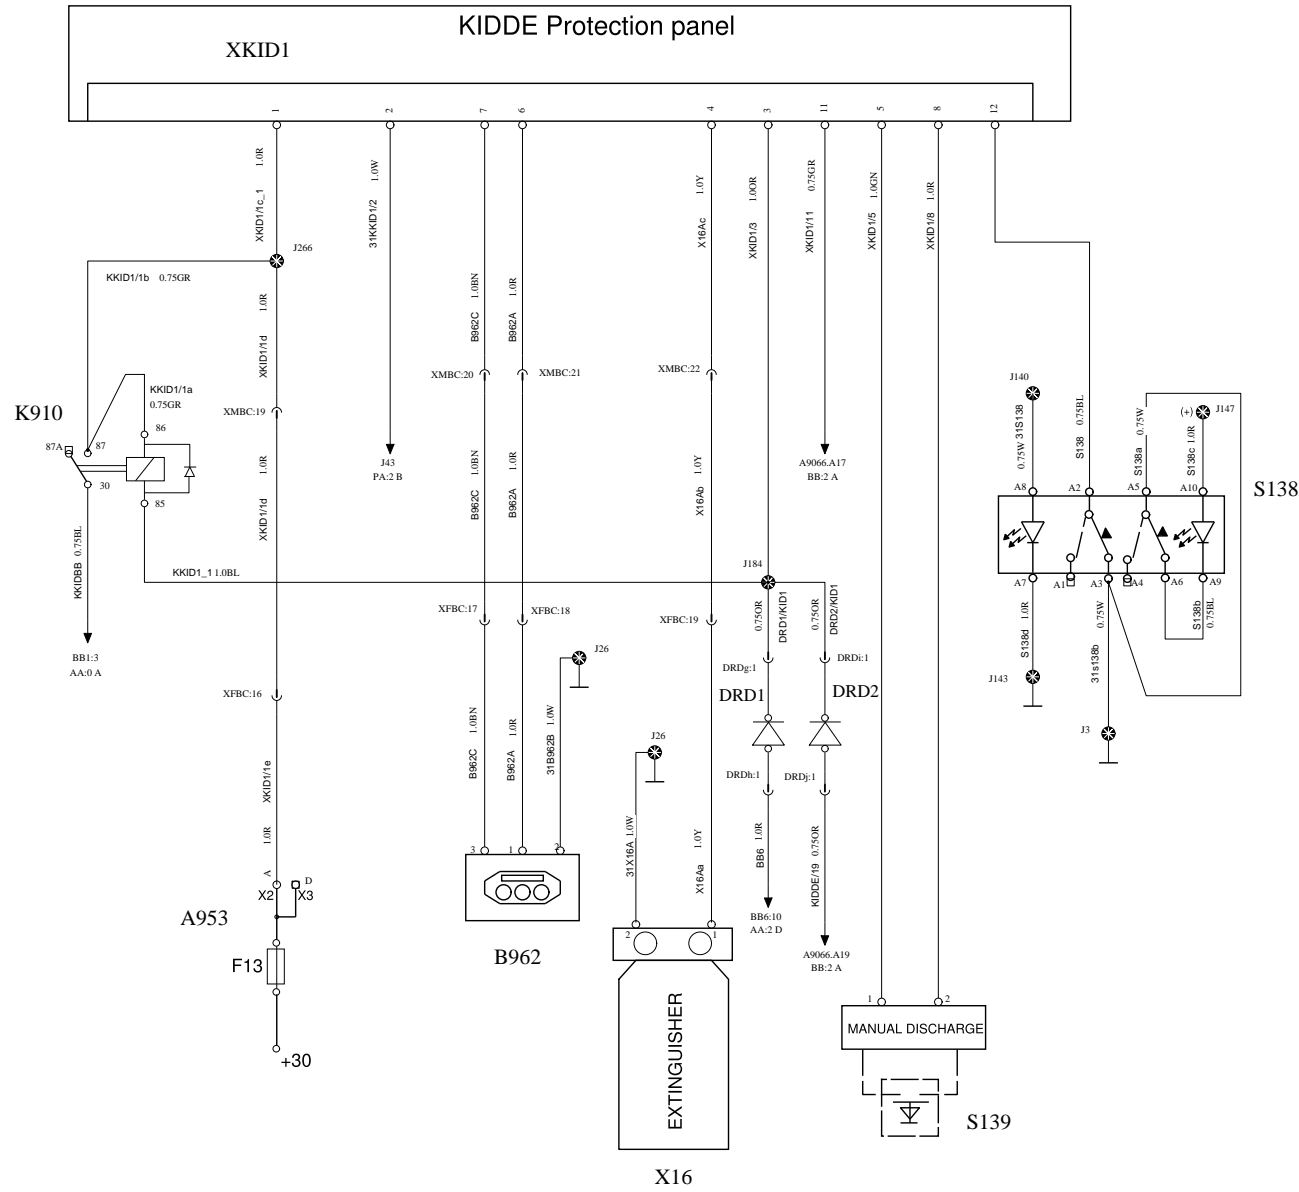 KIDDE Protection panel
XKID1
1
2
7
6
4
3
11
5
8
12
XKID1/1c_1 1.0R
31KKID1/2 1.0W
X16Ac 1.0Y
XKID1/3 1.0OR
XKID1/11 0.75GR
XKID1/5 1.0GN
XKID1/8 1.0R
J266
KKID1/1b 0.75GR
XKID1/1d 1.0R
B962C 1.0BN
B962A 1.0R
XMBC:20
XMBC:21
XMBC:22
KKID1/1a
0.75GR
K910
XMBC:19
86
87A
87
30
85
J43
PA:2 B
A9066.A17
BB:2 A
J140
0.75W 31S138
S138 0.75BL
S138a 0.75W
(+)
J147
S138c 1.0R
A8
A2
A5
A10
S138
XKID1/1d 1.0R
B962C 1.0BN
B962A 1.0R
X16Ab 1.0Y
KKIDBB 0.75BL
KKID1_1 1.0BL
J184
A7
A1
A3
A4
A6
A9
S138d 1.0R
31s138b 0.75W
S138b
0.75BL
XFBC:17
XFBC:18
XFBC:19
0.75OR
DRD1/KID1
0.75OR
DRD2/KID1
BB1:3
AA:0 A
J26
DRDg:1
DRDi:1
J143
XFBC:16
DRD1
DRD2
J3
B962C 1.0BN
B962A 1.0R
31B962B 1.0W
J26
XKID1/1e 1.0R
DRDh:1
DRDj:1
31X16A 1.0W
X16Aa 1.0Y
BB6 1.0R
KIDDE/19 0.75OR
3
1
2
A
D
X2
X3
A953
BB6:10
AA:2 D
B962
2
1
A9066.A19
BB:2 A
F13
EXTINGUISHER
1
2
MANUAL DISCHARGE
+30
S139
X16